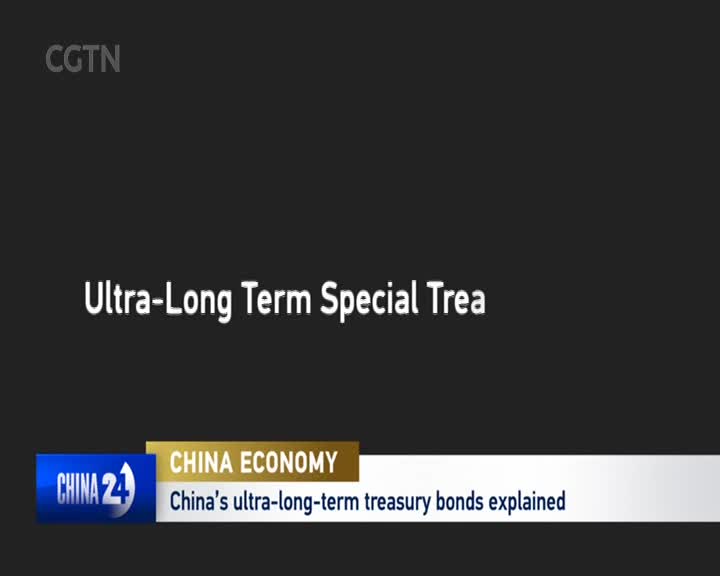 CGTN
Ultra-Long Term Special Trea
CHINA ECONOMY
CHINA 24
China's ultra-long-term treasury bonds explained